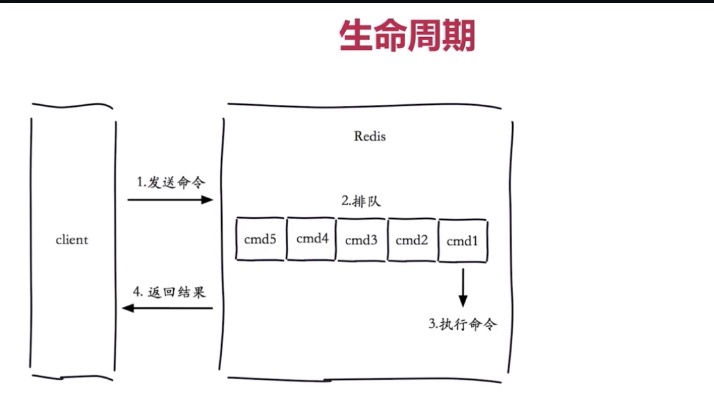 生命周期
Redis
1.发送命令
2.排队
client
cmd5 cmd4 cmd3 cmd2 cmd1
4. 返回结果
3.执行命令